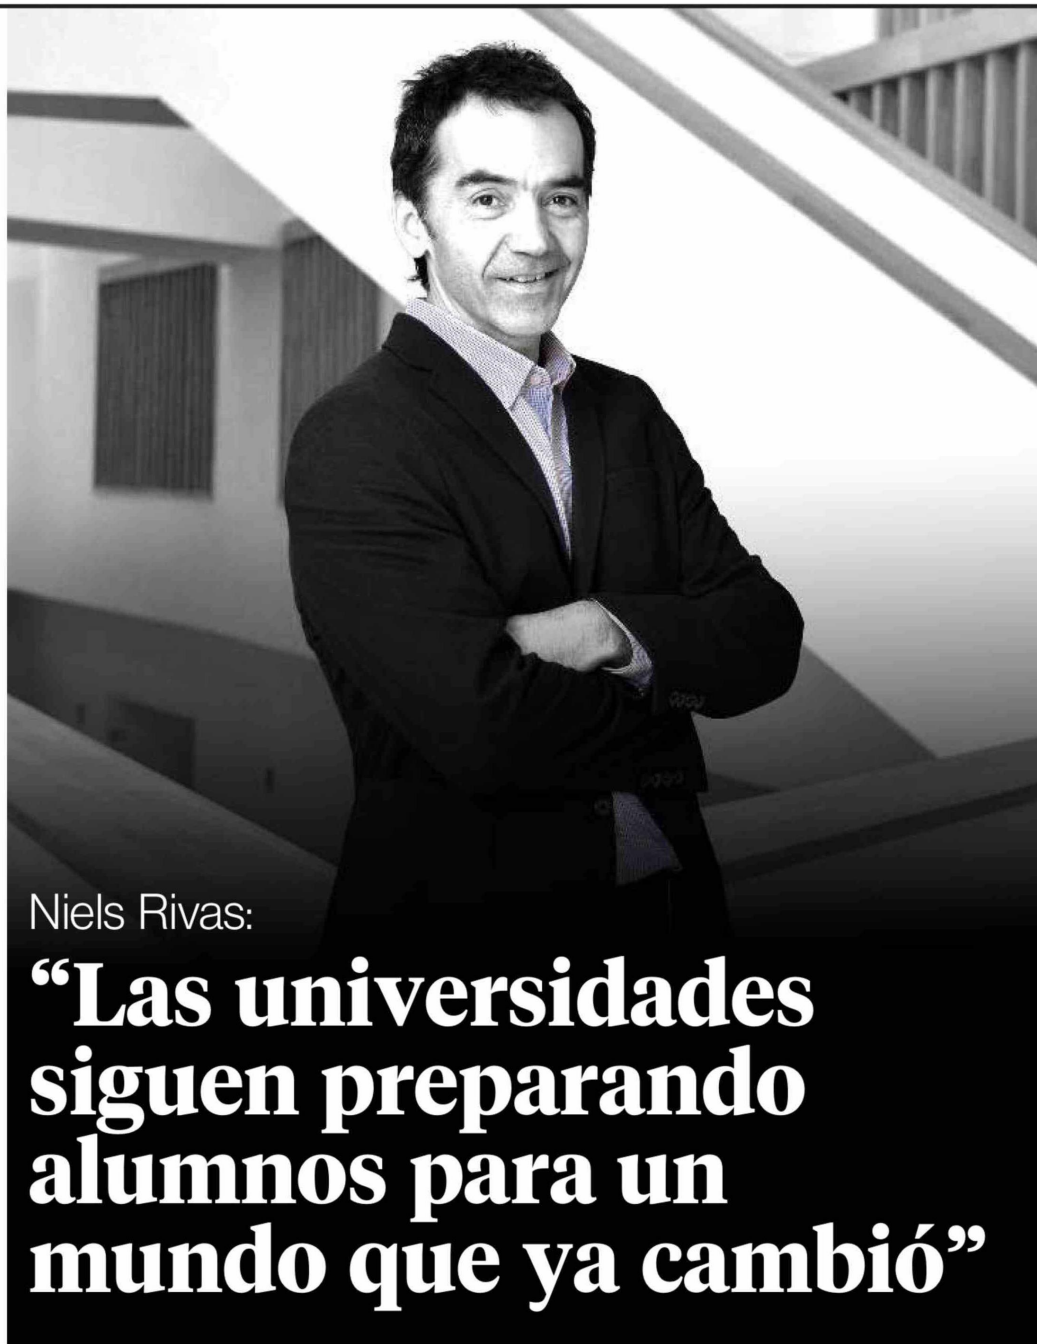 Niels Rivas:
“Las universidades
siguen preparando
alumnos para un
mundo que ya cambió”